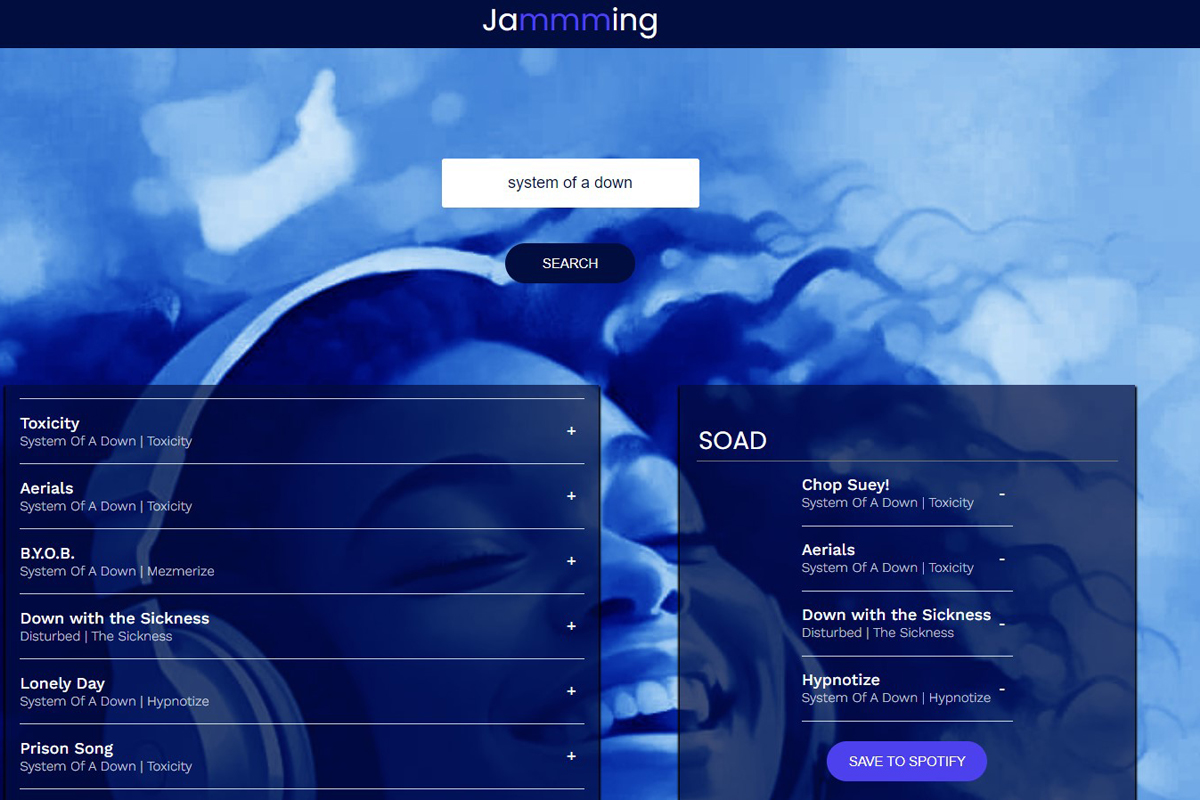 Jammming
system of a down
SEARCH
Toxicity
System Of A Down | Toxicity
+
Aerials
System Of A Down | Toxicity
+
B.Y.O.B.
System Of A Down | Mezmerize
+
Down with the Sickness
Disturbed | The Sickness
+
Lonely Day
System Of A Down | Hypnotize
+
Prison Song
System Of A Down | Toxicity
+
SOAD
Chop Suey!
System Of A Down | Toxicity
-
Aerials
System Of A Down | Toxicity
-
Down with the Sickness
Disturbed | The Sickness
-
Hypnotize
System Of A Down | Hypnotize
-
SAVE TO SPOTIFY